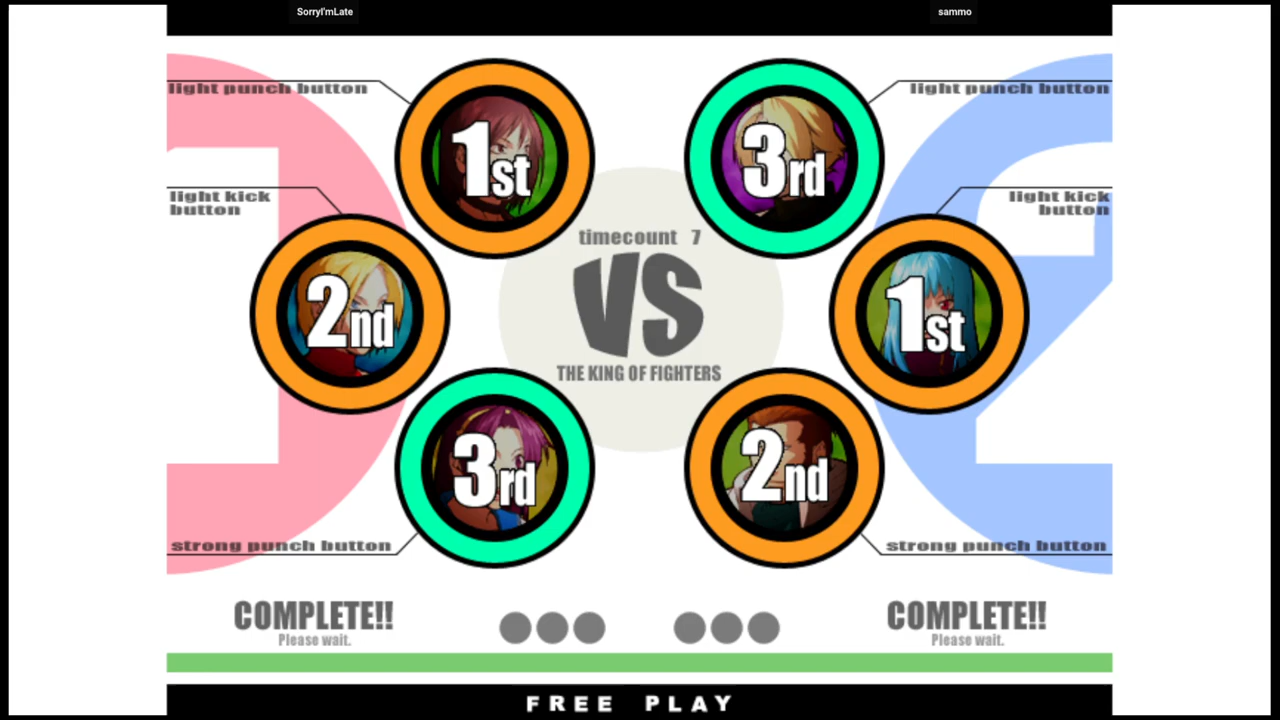 SorryI'mLate
sammo
light punch button
light punch button
1st
3rd
light kick
button
light kick
button
timecount 7
VS
THE KING OF FIGHTERS
2nd
1st
3rd
2nd
strong punch button
strong punch button
COMPLETE!!
Please wait.
COMPLETE!!
Please wait.
FREE PLAY